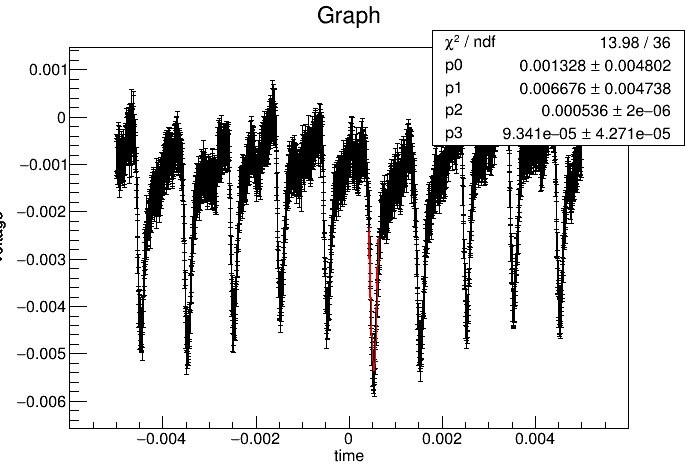 Graph
χ² / ndf 13.98 / 36
p0 0.001328 ± 0.004802
p1 0.006676 ± 0.004738
p2 0.000536 ± 2e−06
p3 9.341e−05 ± 4.271e−05
0.001
0
−0.001
−0.002
−0.003
−0.004
−0.005
−0.006
−0.004 −0.002 0 0.002 0.004
time